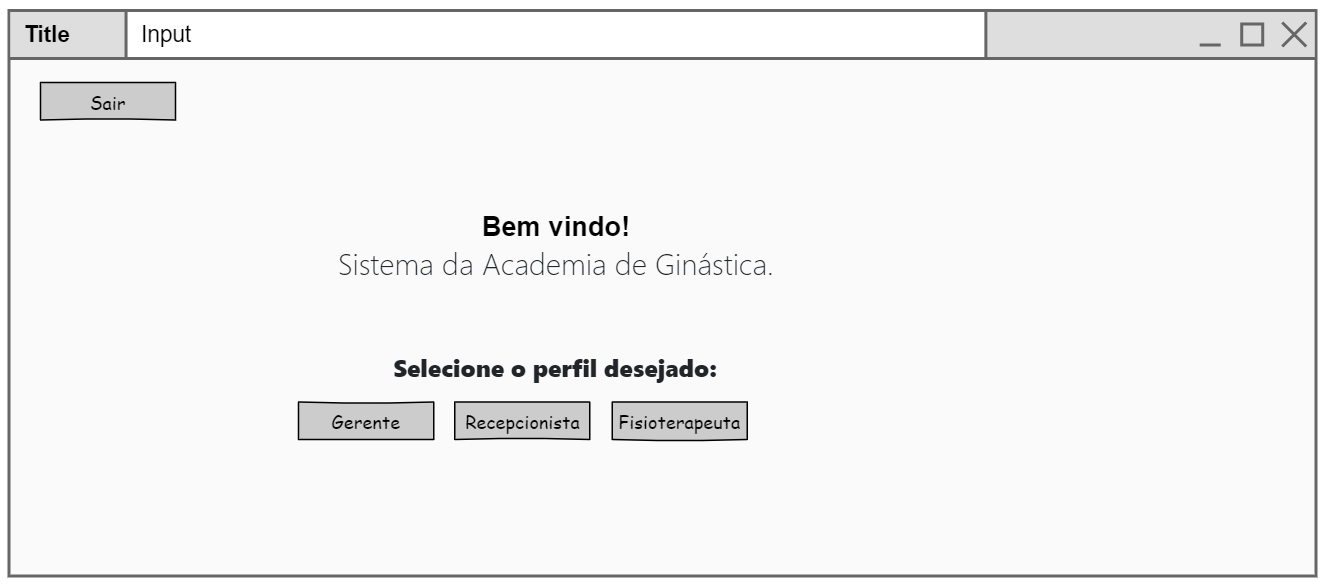 Title
Input
Sair
Bem vindo!
Sistema da Academia de Ginástica.
Selecione o perfil desejado:
Gerente
Recepcionista
Fisioterapeuta